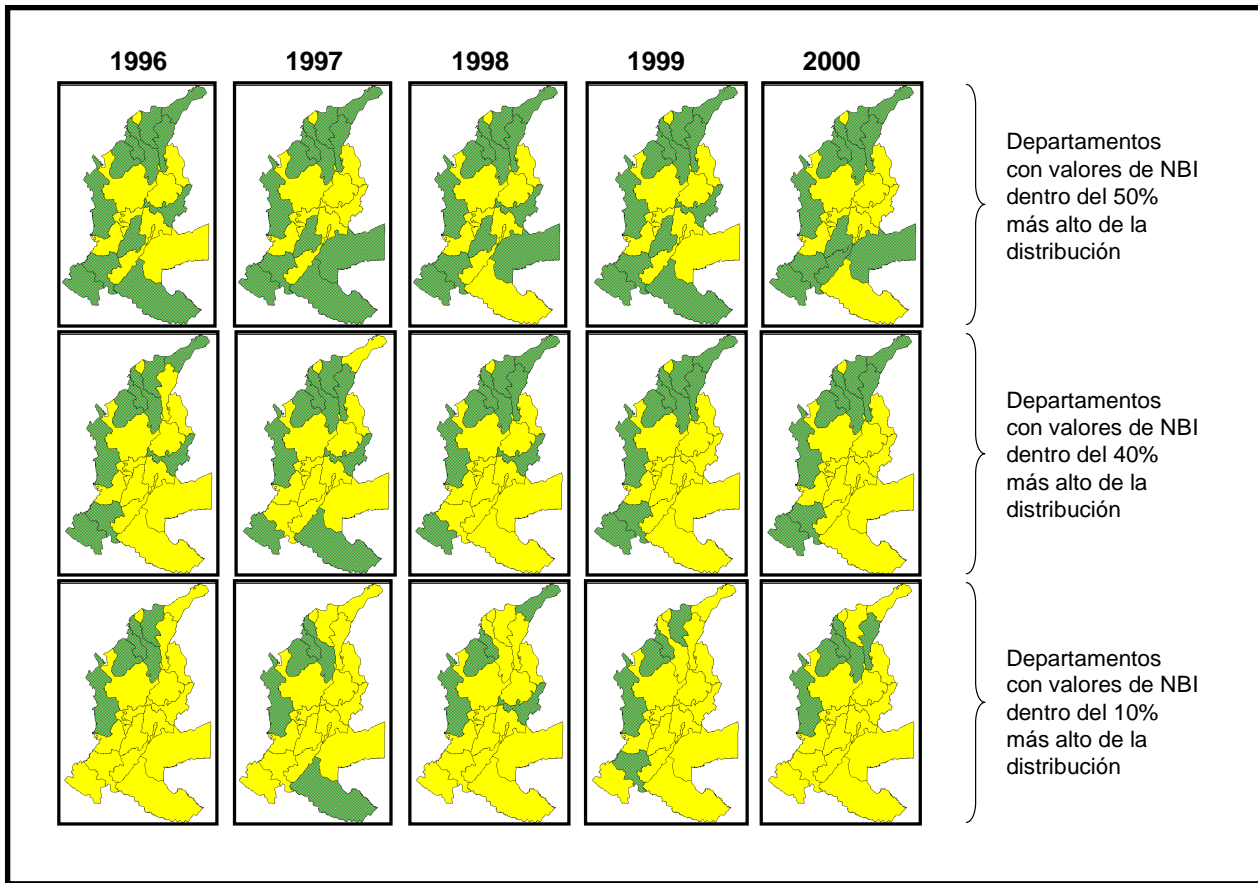 1996 1997 1998 1999 2000
Departamentos
con valores de NBI
dentro del 50%
más alto de la
distribución
Departamentos
con valores de NBI
dentro del 40%
más alto de la
distribución
Departamentos
con valores de NBI
dentro del 10%
más alto de la
distribución